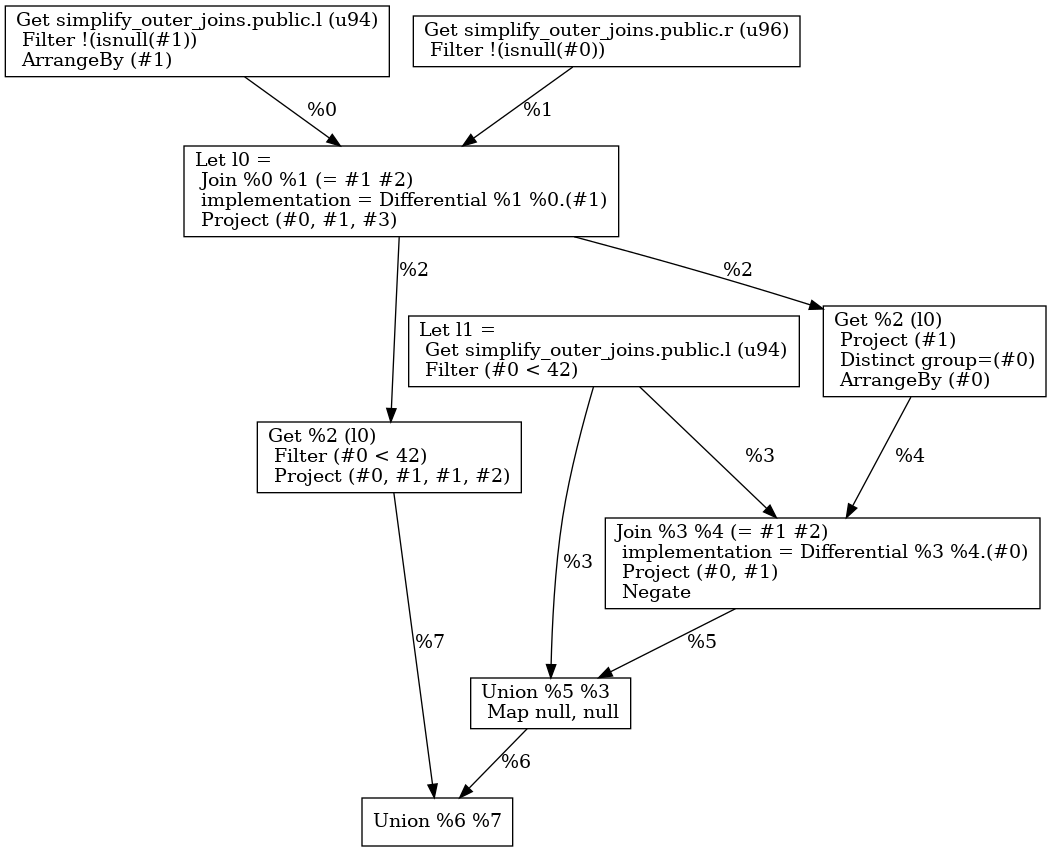 Get simplify_outer_joins.public.l (u94)
Filter !(isnull(#1))
ArrangeBy (#1)
Get simplify_outer_joins.public.r (u96)
Filter !(isnull(#0))
%0
%1
Let l0 =
Join %0 %1 (= #1 #2)
implementation = Differential %1 %0.(#1)
Project (#0, #1, #3)
%2
%2
Let l1 =
Get simplify_outer_joins.public.l (u94)
Filter (#0 < 42)
Get %2 (l0)
Project (#1)
Distinct group=(#0)
ArrangeBy (#0)
Get %2 (l0)
Filter (#0 < 42)
Project (#0, #1, #1, #2)
%3
%4
Join %3 %4 (= #1 #2)
implementation = Differential %3 %4.(#0)
Project (#0, #1)
Negate
%3
%7
%5
Union %5 %3
Map null, null
%6
Union %6 %7